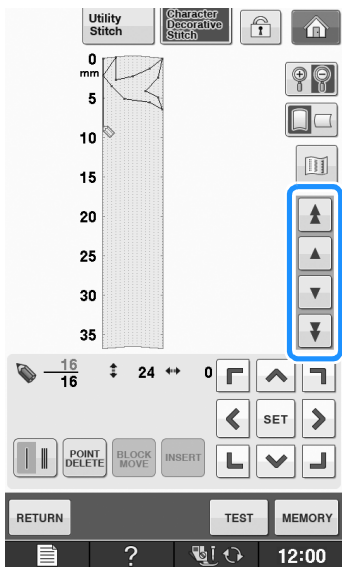 Utility
Stitch
Character
Decorative
Stitch
0
mm
5
10
15
20
25
30
35
16
16
24
0
SET
POINT
DELETE
BLOCK
MOVE
INSERT
RETURN
TEST
MEMORY
?
12:00